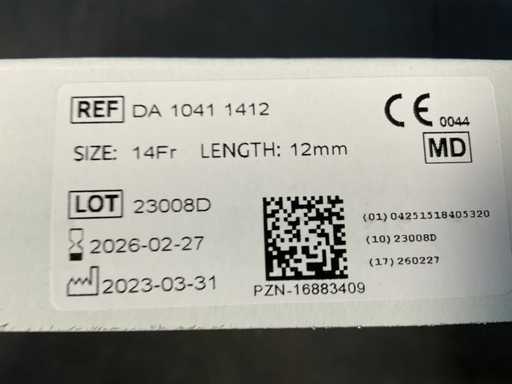 REF DA 1041 1412
CE 0044
SIZE: 14Fr LENGTH: 12mm
MD
LOT 23008D
2026-02-27
2023-03-31
(01) 04251518405320
(10) 23008D
(17) 260227
PZN-16883409